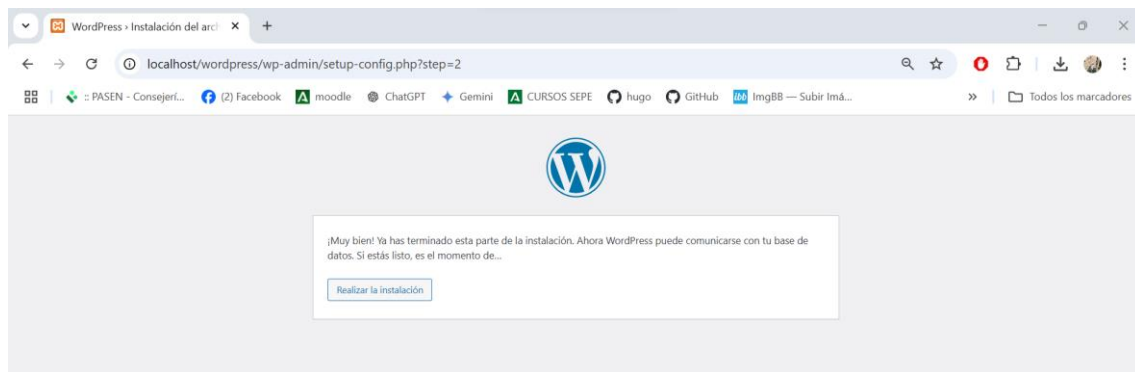 WordPress › Instalación del arch
localhost/wordpress/wp-admin/setup-config.php?step=2
:: PASEN - Consejerí...
(2) Facebook
moodle
ChatGPT
Gemini
CURSOS SEPE
hugo
GitHub
ibb
ImgBB — Subir Imá...
»
Todos los marcadores
¡Muy bien! Ya has terminado esta parte de la instalación. Ahora WordPress puede comunicarse con tu base de
datos. Si estás listo, es el momento de...
Realizar la instalación